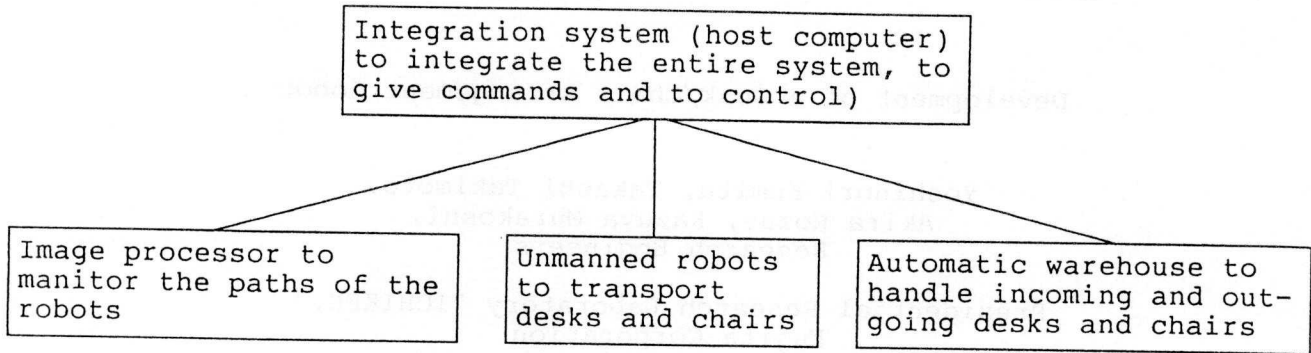 Integration system (host computer)
to integrate the entire system, to
give commands and to control)
Image processor to
manitor the paths of the
robots
Unmanned robots
to transport
desks and chairs
Automatic warehouse to
handle incoming and out-
going desks and chairs